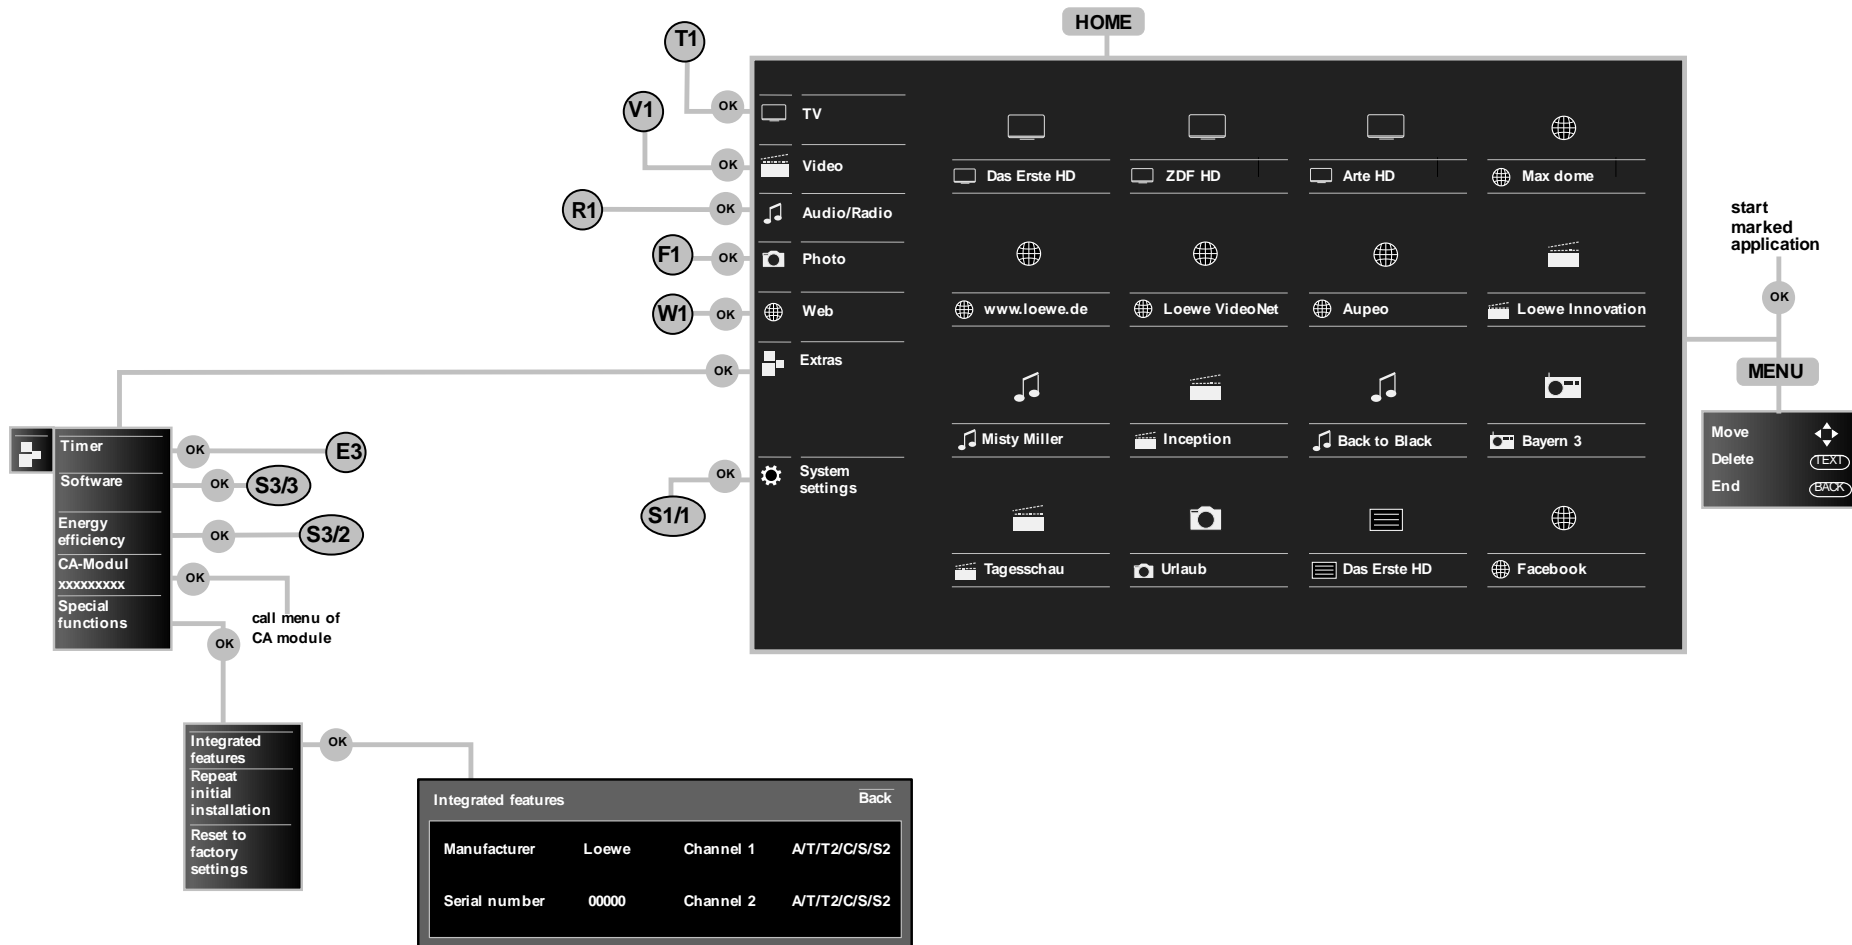 HOME
T1
OK
TV
V1
OK
Video
R1
OK
Audio/Radio
F1
OK
Photo
W1
OK
Web
OK
Extras
OK
System
settings
S1/1
Das Erste HD
ZDF HD
Arte HD
Max dome
www.loewe.de
Loewe VideoNet
Aupeo
Loewe Innovation
Misty Miller
Inception
Back to Black
Bayern 3
Tagesschau
Urlaub
Das Erste HD
Facebook
start
marked
application
OK
MENU
Move
Delete
TEXT
End
BACK
Timer
OK
E3
Software
OK
S3/3
Energy
efficiency
OK
S3/2
CA-Modul
xxxxxxxxx
OK
call menu of
CA module
Special
functions
OK
Integrated
features
OK
Repeat
initial
installation
Reset to
factory
settings
Integrated features
Back
Manufacturer Loewe Channel 1 A/T/T2/C/S/S2
Serial number 00000 Channel 2 A/T/T2/C/S/S2